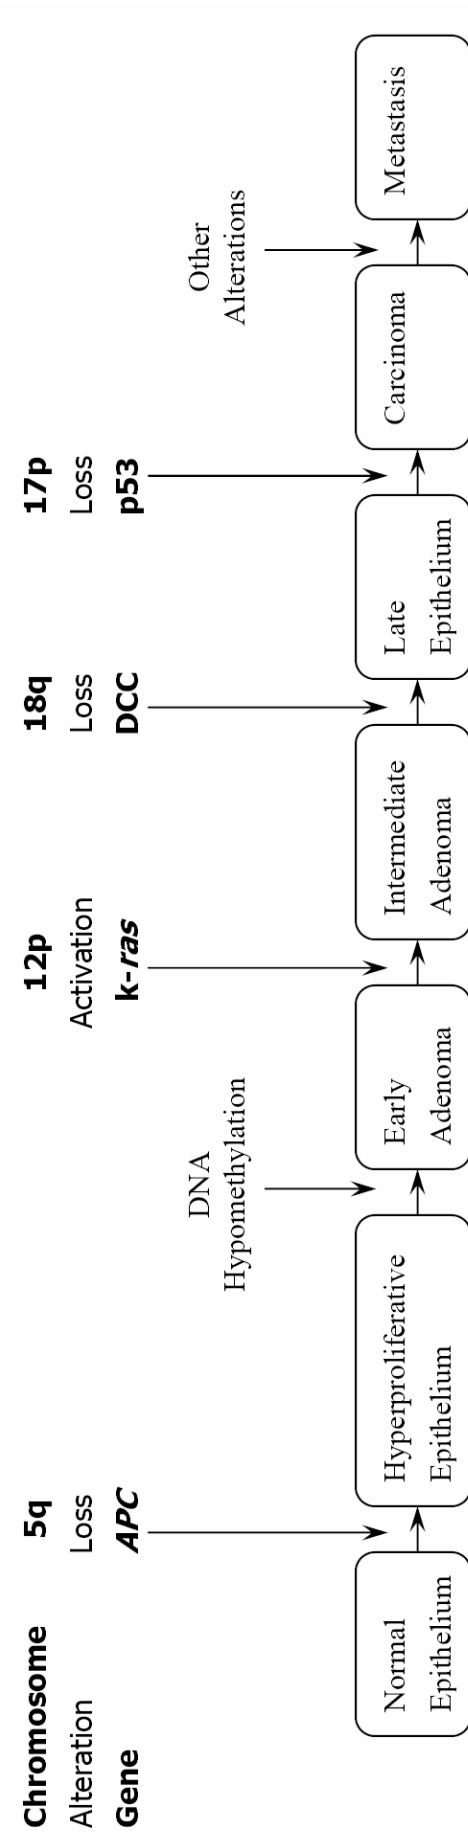 Chromosome 5q 12p 18q 17p
Alteration Loss Activation Loss Loss
Gene APC k-ras DCC p53
DNA
Hypomethylation
Other
Alterations
Normal
Epithelium
Hyperproliferative
Epithelium
Early
Adenoma
Intermediate
Adenoma
Late
Epithelium
Carcinoma
Metastasis